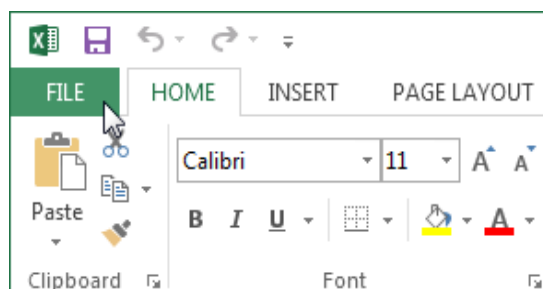 FILE HOME INSERT PAGE LAYOUT
Calibri 11 A A
Paste B I U A
Clipboard Font